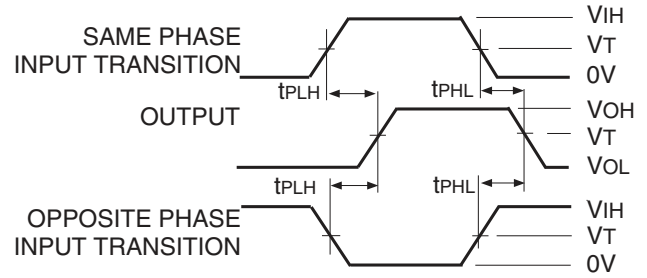 SAME PHASE
INPUT TRANSITION
VIH
VT
0V
tPLH
tPHL
OUTPUT
VOH
VT
VOL
tPLH
tPHL
OPPOSITE PHASE
INPUT TRANSITION
VIH
VT
0V